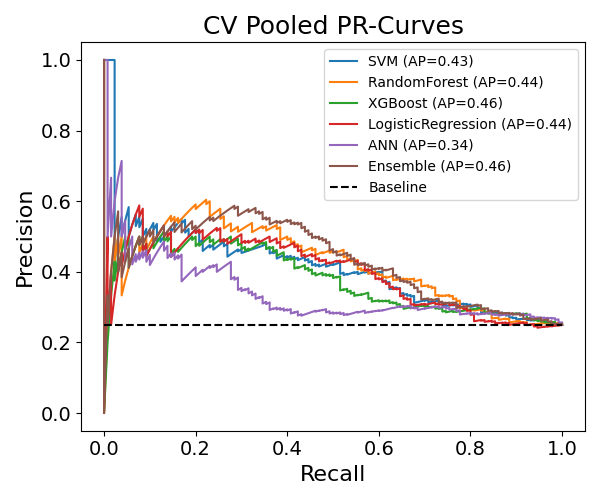 CV Pooled PR-Curves
SVM (AP=0.43)
RandomForest (AP=0.44)
XGBoost (AP=0.46)
LogisticRegression (AP=0.44)
ANN (AP=0.34)
Ensemble (AP=0.46)
Baseline
Precision
1.0
0.8
0.6
0.4
0.2
0.0
0.0 0.2 0.4 0.6 0.8 1.0
Recall